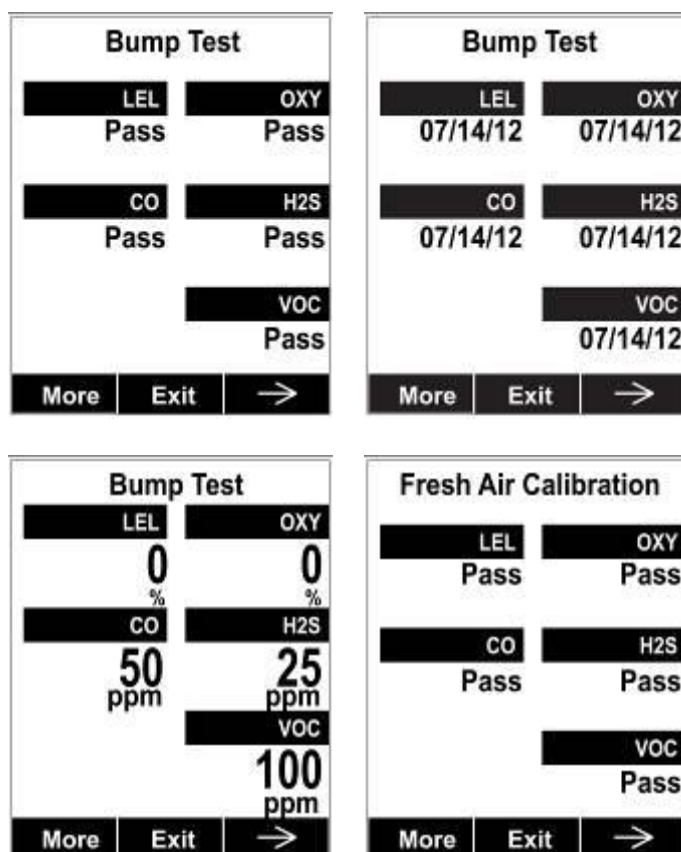 Bump Test
LEL OXY
Pass Pass
CO H2S
Pass Pass
VOC
Pass
More Exit →
Bump Test
LEL OXY
07/14/12 07/14/12
CO H2S
07/14/12 07/14/12
VOC
07/14/12
More Exit →
Bump Test
LEL OXY
0 0
% %
CO H2S
50 25
ppm ppm
VOC
100
ppm
More Exit →
Fresh Air Calibration
LEL OXY
Pass Pass
CO H2S
Pass Pass
VOC
Pass
More Exit →